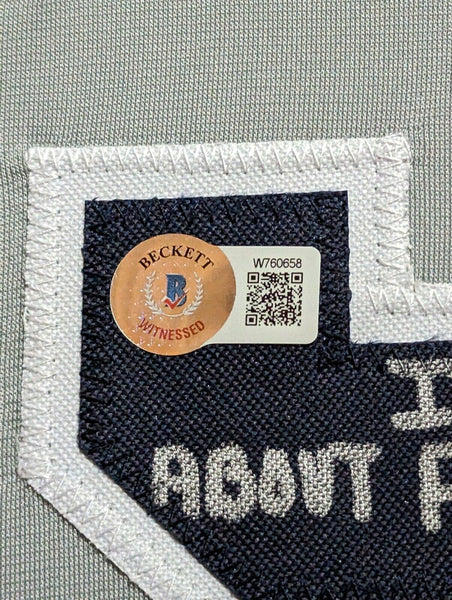 BECKETT
B
WITNESSED
W760658
I
ABOUT